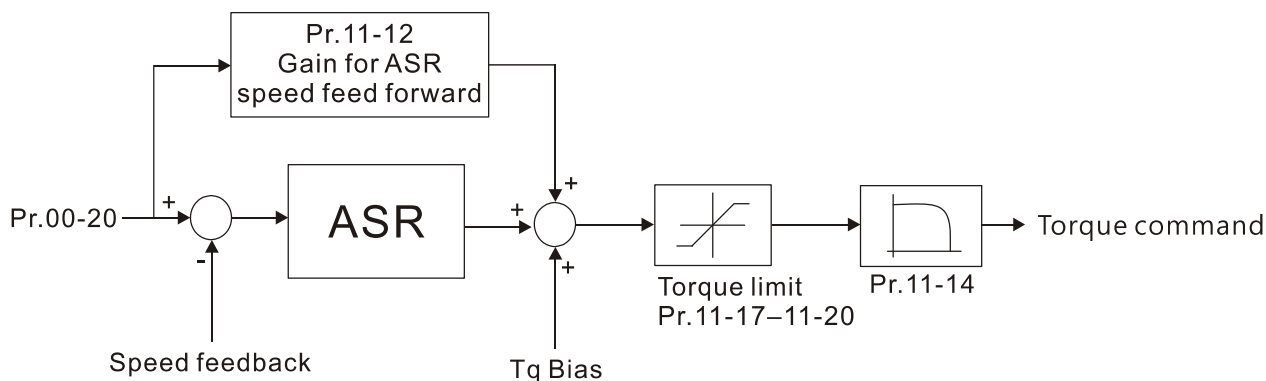 Pr.11-12
Gain for ASR
speed feed forward
Pr.00-20
+
-
ASR
+
+
+
Torque limit
Pr.11-17–11-20
Pr.11-14
Torque command
Speed feedback
Tq Bias